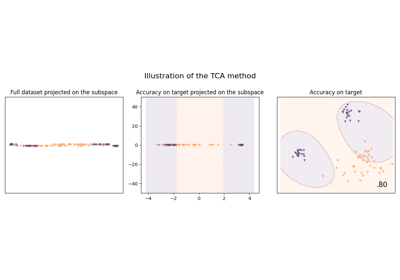 Illustration of the TCA method
Full dataset projected on the subspace
Accuracy on target projected on the subspace
Accuracy on target
40
20
0
−20
−40
−4
−2
0
2
4
.80